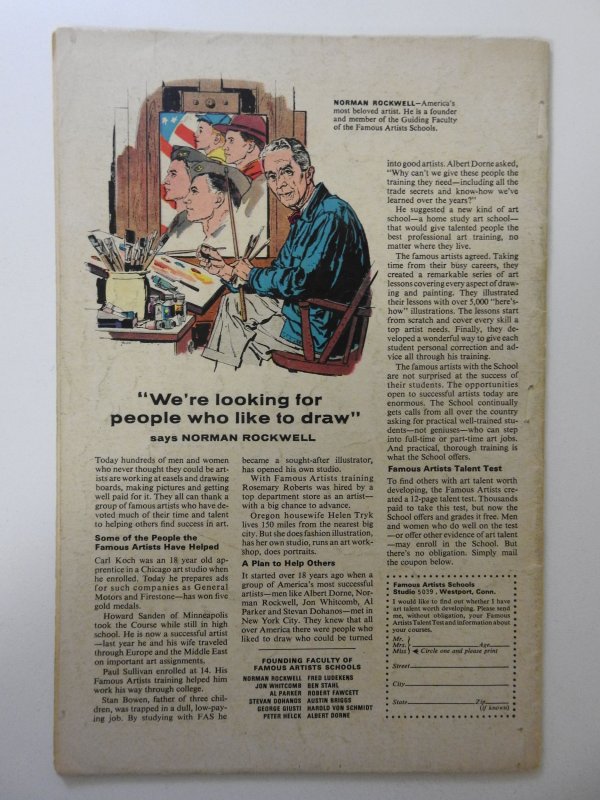 NORMAN ROCKWELL—America's
most beloved artist. He is a founder
and member of the Guiding Faculty
of the Famous Artists Schools.
"We're looking for
people who like to draw"
says NORMAN ROCKWELL
Today hundreds of men and women
who never thought they could be art-
ists are working at easels and drawing
boards, making pictures and getting
well paid for it. They all can thank a
group of famous artists who have de-
voted much of their time and talent
to helping others find success in art.
Some of the People the
Famous Artists Have Helped
Carl Koch was an 18 year old ap-
prentice in a Chicago art studio when
he enrolled. Today he prepares ads
for such companies as General
Motors and Firestone—has won five
gold medals.
Howard Sanden of Minneapolis
took the Course while still in high
school. He is now a successful artist
—last year he and his wife traveled
through Europe and the Middle East
on important art assignments.
Paul Sullivan enrolled at 14. His
Famous Artists training helped him
work his way through college.
Stan Bowen, father of three chil-
dren, was trapped in a dull, low-pay-
ing job. By studying with FAS he
became a sought-after illustrator,
has opened his own studio.
With Famous Artists training
Rosemary Roberts was hired by a
top department store as an artist—
with a big chance to advance.
Oregon housewife Helen Tryk
lives 150 miles from the nearest big
city. But she does fashion illustration,
has her own studio, runs an art work-
shop, does portraits.
A Plan to Help Others
It started over 18 years ago when a
group of America's most successful
artists—men like Albert Dorne, Nor-
man Rockwell, Jon Whitcomb, Al
Parker and Stevan Dohanos—met in
New York City. They knew that all
over America there were people who
liked to draw who could be turned
FOUNDING FACULTY OF
FAMOUS ARTISTS SCHOOLS
NORMAN ROCKWELL FRED LUDEKENS
JON WHITCOMB BEN STAHL
AL PARKER ROBERT FAWCETT
STEVAN DOHANOS AUSTIN BRIGGS
GEORGE GIUSTI HAROLD VON SCHMIDT
PETER HELCK ALBERT DORNE
into good artists. Albert Dorne asked,
"Why can't we give these people the
training they need—including all the
trade secrets and know-how we've
learned over the years?"
He suggested a new kind of art
school—a home study art school—
that would give talented people the
best professional art training, no
matter where they live.
The famous artists agreed. Taking
time from their busy careers, they
created a remarkable series of art
lessons covering every aspect of draw-
ing and painting. They illustrated
their lessons with over 5,000 "here's-
how" illustrations. The lessons start
from scratch and cover every skill a
top artist needs. Finally, they de-
veloped a wonderful way to give each
student personal correction and ad-
vice all through his training.
The famous artists with the School
are not surprised at the success of
their students. The opportunities
open to successful artists today are
enormous. The School continually
gets calls from all over the country
asking for practical well-trained stu-
dents—not geniuses—who can step
into full-time or part-time art jobs.
And practical, thorough training is
what the School offers.
Famous Artists Talent Test
To find others with art talent worth
developing, the Famous Artists cre-
ated a 12-page talent test. Thousands
paid to take this test, but now the
School offers and grades it free. Men
and women who do well on the test
—or offer other evidence of art talent
—may enroll in the School. But
there's no obligation. Simply mail
the coupon below.
Famous Artists Schools
Studio 5039, Westport, Conn.
I would like to find out whether I have
art talent worth developing. Please send
me, without obligation, your Famous
Artists Talent Test and information about
your courses.
Mr.
Mrs. Age
Miss Circle one and please print
Street
City
State Zip
(if known)